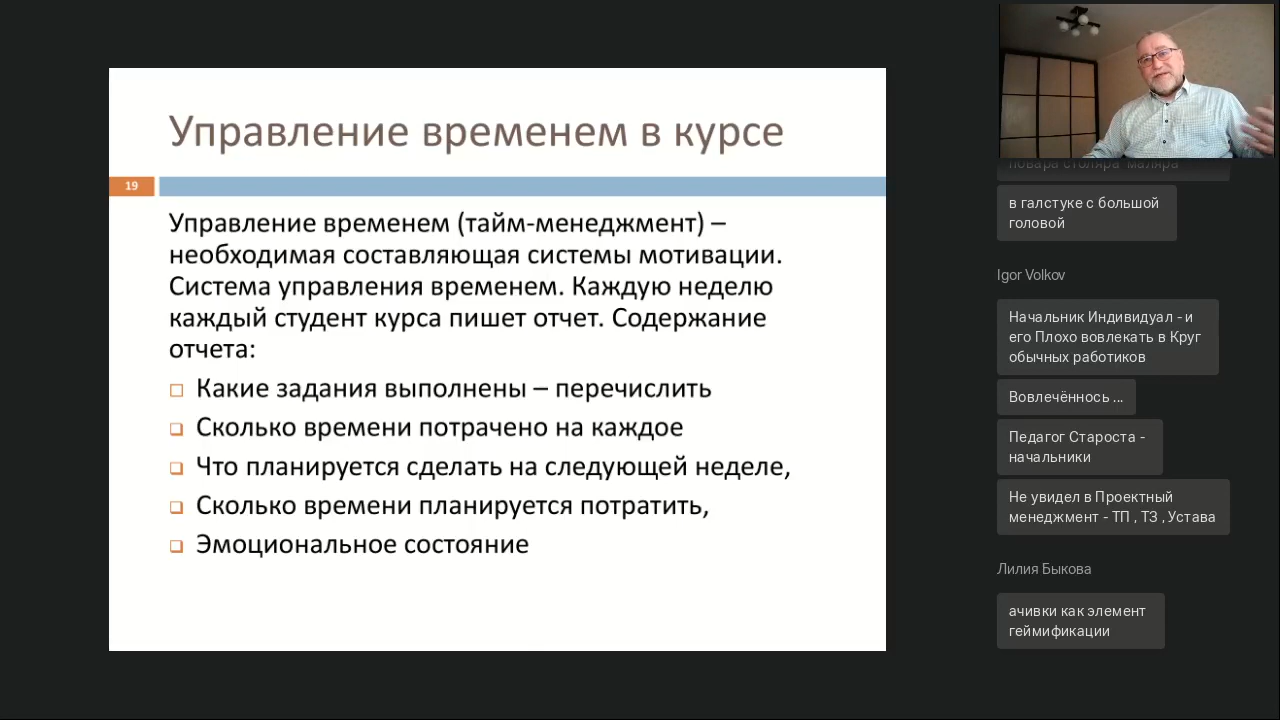 Управление временем в курсе
19
Управление временем (тайм-менеджмент) –
необходимая составляющая системы мотивации.
Система управления временем. Каждую неделю
каждый студент курса пишет отчет. Содержание
отчета:
Какие задания выполнены – перечислить
Сколько времени потрачено на каждое
Что планируется сделать на следующей неделе,
Сколько времени планируется потратить,
Эмоциональное состояние
повара столяра маляра
в галстуке с большой
головой
Igor Volkov
Начальник Индивидуал - и
его Плохо вовлекать в Круг
обычных работиков
Вовлечённось ...
Педагог Староста -
начальники
Не увидел в Проектный
менеджмент - ТП , ТЗ , Устава
Лилия Быкова
ачивки как элемент
геймификации